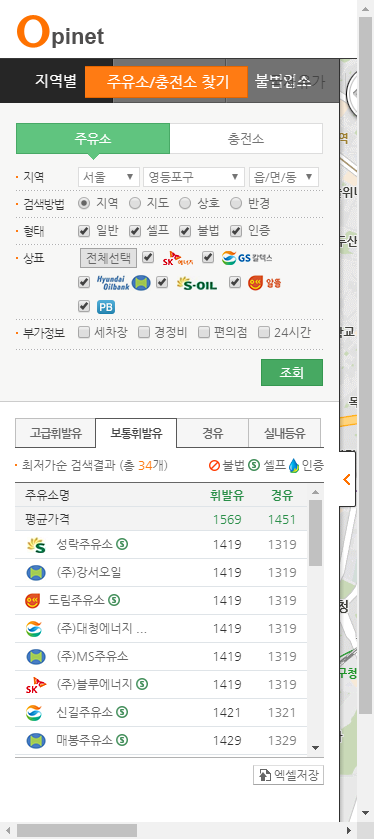 Opinet
지역별 주유소/충전소 찾기 불법업소
주유소 충전소
지역 서울 영등포구 읍/면/동
검색방법 지역 지도 상호 반경
형태 일반 셀프 불법 인증
상표 전체선택 SK에너지 GS칼텍스
Hyundai Oilbank S-OIL 알뜰
PB
부가정보 세차장 경정비 편의점 24시간
조회
고급휘발유 보통휘발유 경유 실내등유
최저가순 검색결과 (총 34개) 불법 S 셀프 인증
주유소명 휘발유 경유
평균가격 1569 1451
성락주유소 S 1419 1319
(주)강서오일 1419 1319
도림주유소 S 1419 1319
(주)대청에너지 ... 1419 1319
(주)MS주유소 1419 1319
SK (주)블루에너지 S 1419 1319
신길주유소 S 1421 1321
매봉주유소 S 1429 1329
엑셀저장